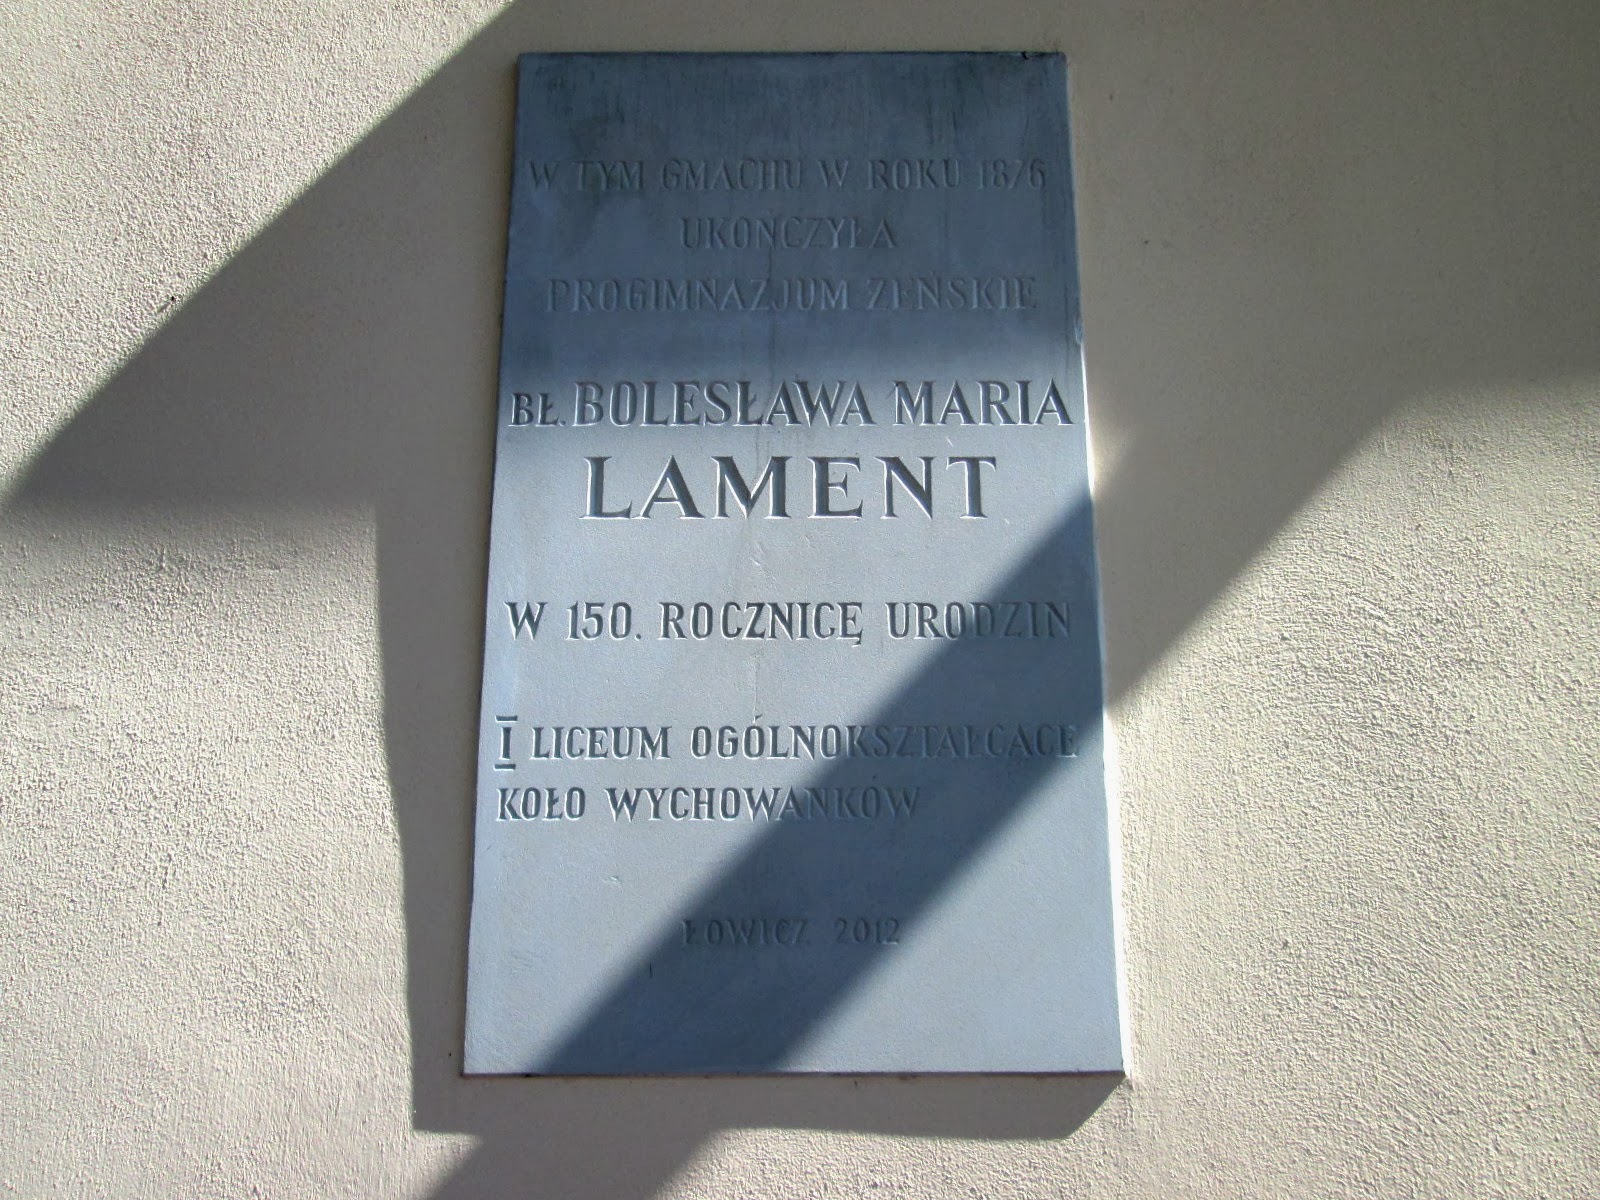 W TYM GMACHU W ROKU 1876
UKOŃCZYŁA
PROGIMNAZJUM ŻEŃSKIE
BŁ. BOLESŁAWA MARIA
LAMENT
W 150. ROCZNICĘ URODZIN
I LICEUM OGÓLNOKSZTAŁCĄCE
KOŁO WYCHOWANKÓW
ŁOWICZ 2012